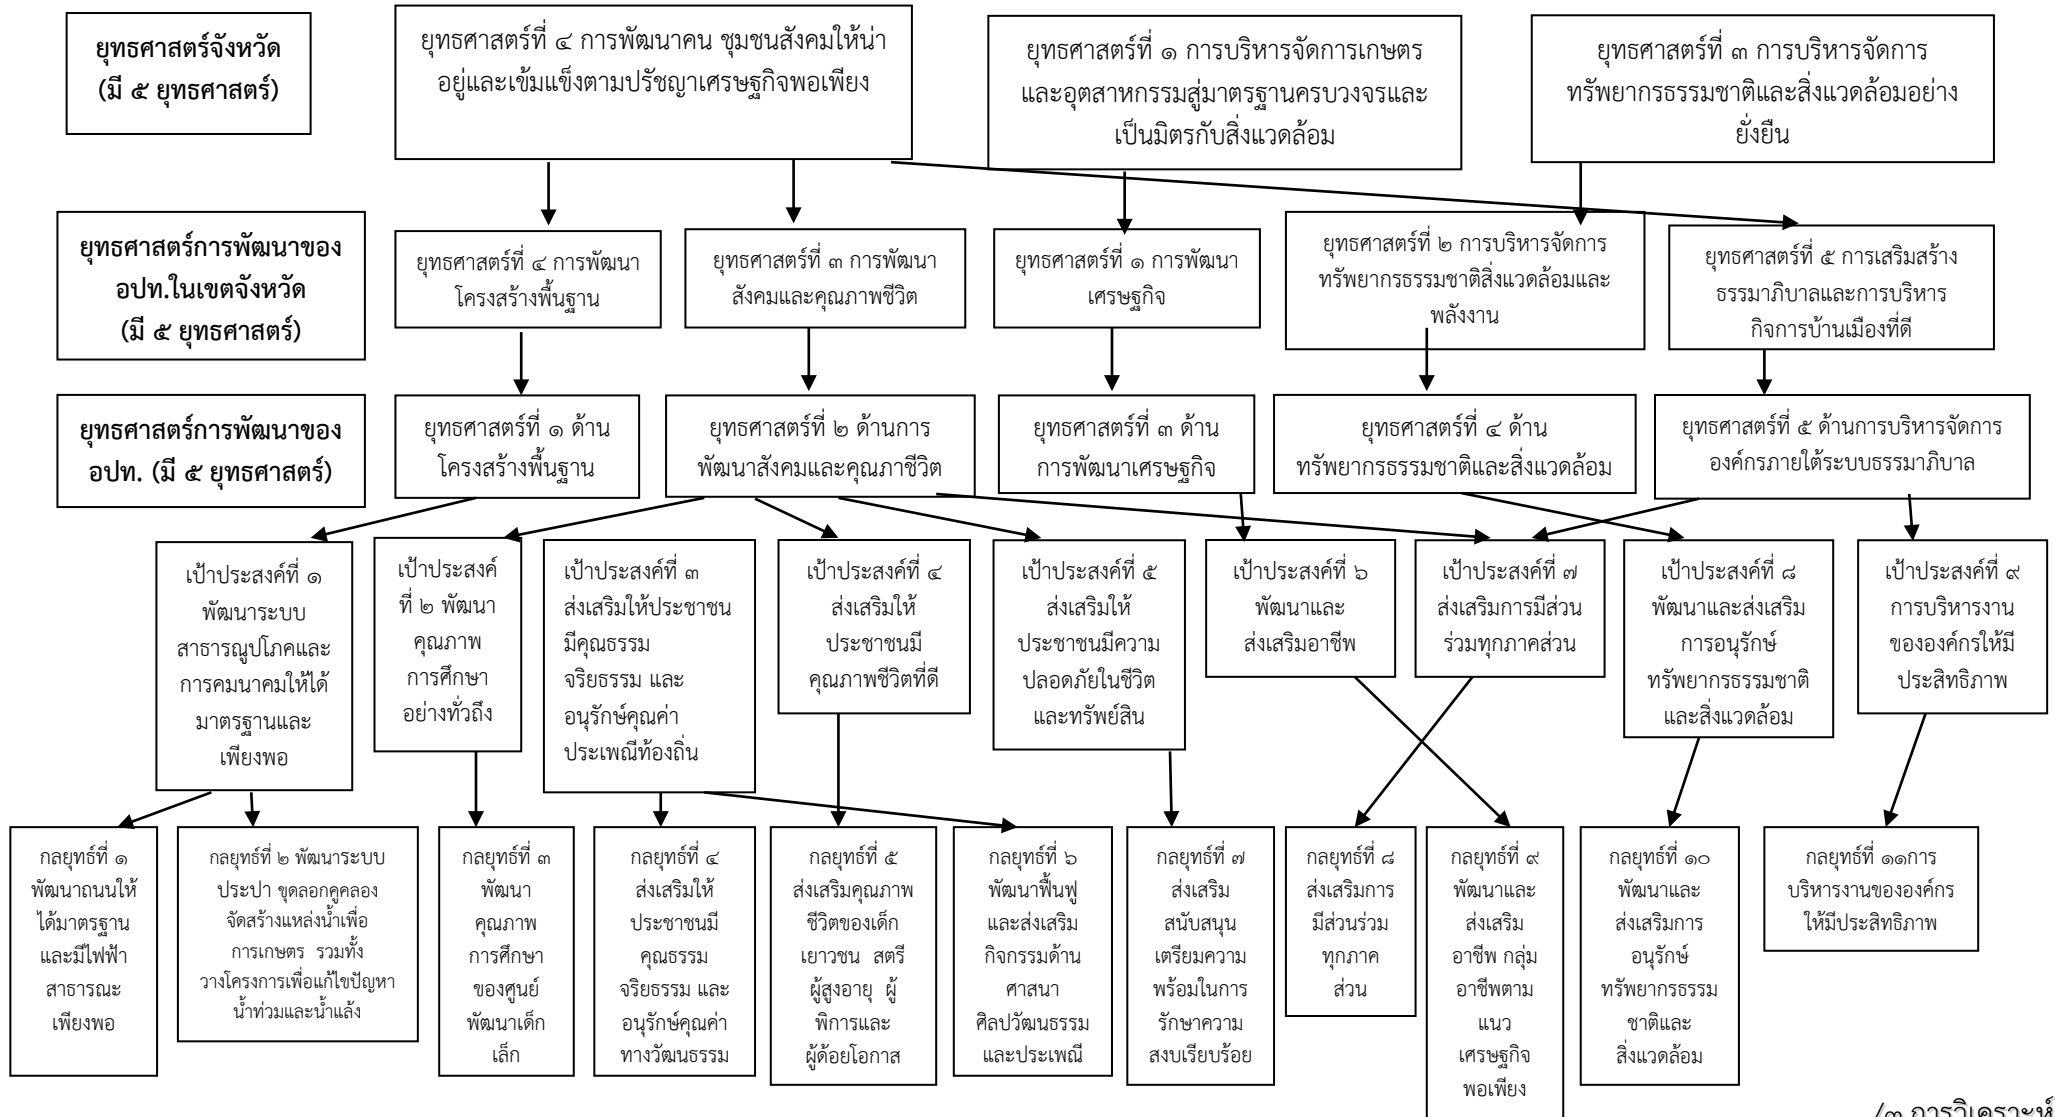 ยุทธศาสตร์จังหวัด
(มี ๕ ยุทธศาสตร์)
ยุทธศาสตร์ที่ ๔ การพัฒนาคน ชุมชนสังคมให้น่า
อยู่และเข้มแข็งตามปรัชญาเศรษฐกิจพอเพียง
ยุทธศาสตร์ที่ ๑ การบริหารจัดการเกษตร
และอุตสาหกรรมสู่มาตรฐานครบวงจรและ
เป็นมิตรกับสิ่งแวดล้อม
ยุทธศาสตร์ที่ ๓ การบริหารจัดการ
ทรัพยากรธรรมชาติและสิ่งแวดล้อมอย่าง
ยั่งยืน
ยุทธศาสตร์การพัฒนาของ
อปท.ในเขตจังหวัด
(มี ๕ ยุทธศาสตร์)
ยุทธศาสตร์ที่ ๔ การพัฒนา
โครงสร้างพื้นฐาน
ยุทธศาสตร์ที่ ๓ การพัฒนา
สังคมและคุณภาพชีวิต
ยุทธศาสตร์ที่ ๑ การพัฒนา
เศรษฐกิจ
ยุทธศาสตร์ที่ ๒ การบริหารจัดการ
ทรัพยากรธรรมชาติสิ่งแวดล้อมและ
พลังงาน
ยุทธศาสตร์ที่ ๕ การเสริมสร้าง
ธรรมาภิบาลและการบริหาร
กิจการบ้านเมืองที่ดี
ยุทธศาสตร์การพัฒนาของ
อปท. (มี ๕ ยุทธศาสตร์)
ยุทธศาสตร์ที่ ๑ ด้าน
โครงสร้างพื้นฐาน
ยุทธศาสตร์ที่ ๒ ด้านการ
พัฒนาสังคมและคุณภาชีวิต
ยุทธศาสตร์ที่ ๓ ด้าน
การพัฒนาเศรษฐกิจ
ยุทธศาสตร์ที่ ๔ ด้าน
ทรัพยากรธรรมชาติและสิ่งแวดล้อม
ยุทธศาสตร์ที่ ๕ ด้านการบริหารจัดการ
องค์กรภายใต้ระบบธรรมาภิบาล
เป้าประสงค์ที่ ๑
พัฒนาระบบ
สาธารณูปโภคและ
การคมนาคมให้ได้
มาตรฐานและ
เพียงพอ
เป้าประสงค์
ที่ ๒ พัฒนา
คุณภาพ
การศึกษา
อย่างทั่วถึง
เป้าประสงค์ที่ ๓
ส่งเสริมให้ประชาชน
มีคุณธรรม
จริยธรรม และ
อนุรักษ์คุณค่า
ประเพณีท้องถิ่น
เป้าประสงค์ที่ ๔
ส่งเสริมให้
ประชาชนมี
คุณภาพชีวิตที่ดี
เป้าประสงค์ที่ ๕
ส่งเสริมให้
ประชาชนมีความ
ปลอดภัยในชีวิต
และทรัพย์สิน
เป้าประสงค์ที่ ๖
พัฒนาและ
ส่งเสริมอาชีพ
เป้าประสงค์ที่ ๗
ส่งเสริมการมีส่วน
ร่วมทุกภาคส่วน
เป้าประสงค์ที่ ๘
พัฒนาและส่งเสริม
การอนุรักษ์
ทรัพยากรธรรมชาติ
และสิ่งแวดล้อม
เป้าประสงค์ที่ ๙
การบริหารงาน
ขององค์กรให้มี
ประสิทธิภาพ
กลยุทธ์ที่ ๑
พัฒนาถนนให้
ได้มาตรฐาน
และมีไฟฟ้า
สาธารณะ
เพียงพอ
กลยุทธ์ที่ ๒ พัฒนาระบบ
ประปา ขุดลอกคูคลอง
จัดสร้างแหล่งน้ำเพื่อ
การเกษตร รวมทั้ง
วางโครงการเพื่อแก้ไขปัญหา
น้ำท่วมและน้ำแล้ง
กลยุทธ์ที่ ๓
พัฒนา
คุณภาพ
การศึกษา
ของศูนย์
พัฒนาเด็ก
เล็ก
กลยุทธ์ที่ ๔
ส่งเสริมให้
ประชาชนมี
คุณธรรม
จริยธรรม และ
อนุรักษ์คุณค่า
ทางวัฒนธรรม
กลยุทธ์ที่ ๕
ส่งเสริมคุณภาพ
ชีวิตของเด็ก
เยาวชน สตรี
ผู้สูงอายุ ผู้
พิการและ
ผู้ด้อยโอกาส
กลยุทธ์ที่ ๖
พัฒนาฟื้นฟู
และส่งเสริม
กิจกรรมด้าน
ศาสนา
ศิลปวัฒนธรรม
และประเพณี
กลยุทธ์ที่ ๗
ส่งเสริม
สนับสนุน
เตรียมความ
พร้อมในการ
รักษาความ
สงบเรียบร้อย
กลยุทธ์ที่ ๘
ส่งเสริมการ
มีส่วนร่วม
ทุกภาค
ส่วน
กลยุทธ์ที่ ๙
พัฒนาและ
ส่งเสริม
อาชีพ กลุ่ม
อาชีพตาม
แนว
เศรษฐกิจ
พอเพียง
กลยุทธ์ที่ ๑๐
พัฒนาและ
ส่งเสริมการ
อนุรักษ์
ทรัพยากรธรรม
ชาติและ
สิ่งแวดล้อม
กลยุทธ์ที่ ๑๑การ
บริหารงานขององค์กร
ให้มีประสิทธิภาพ
/๓ การวิเคราะห์